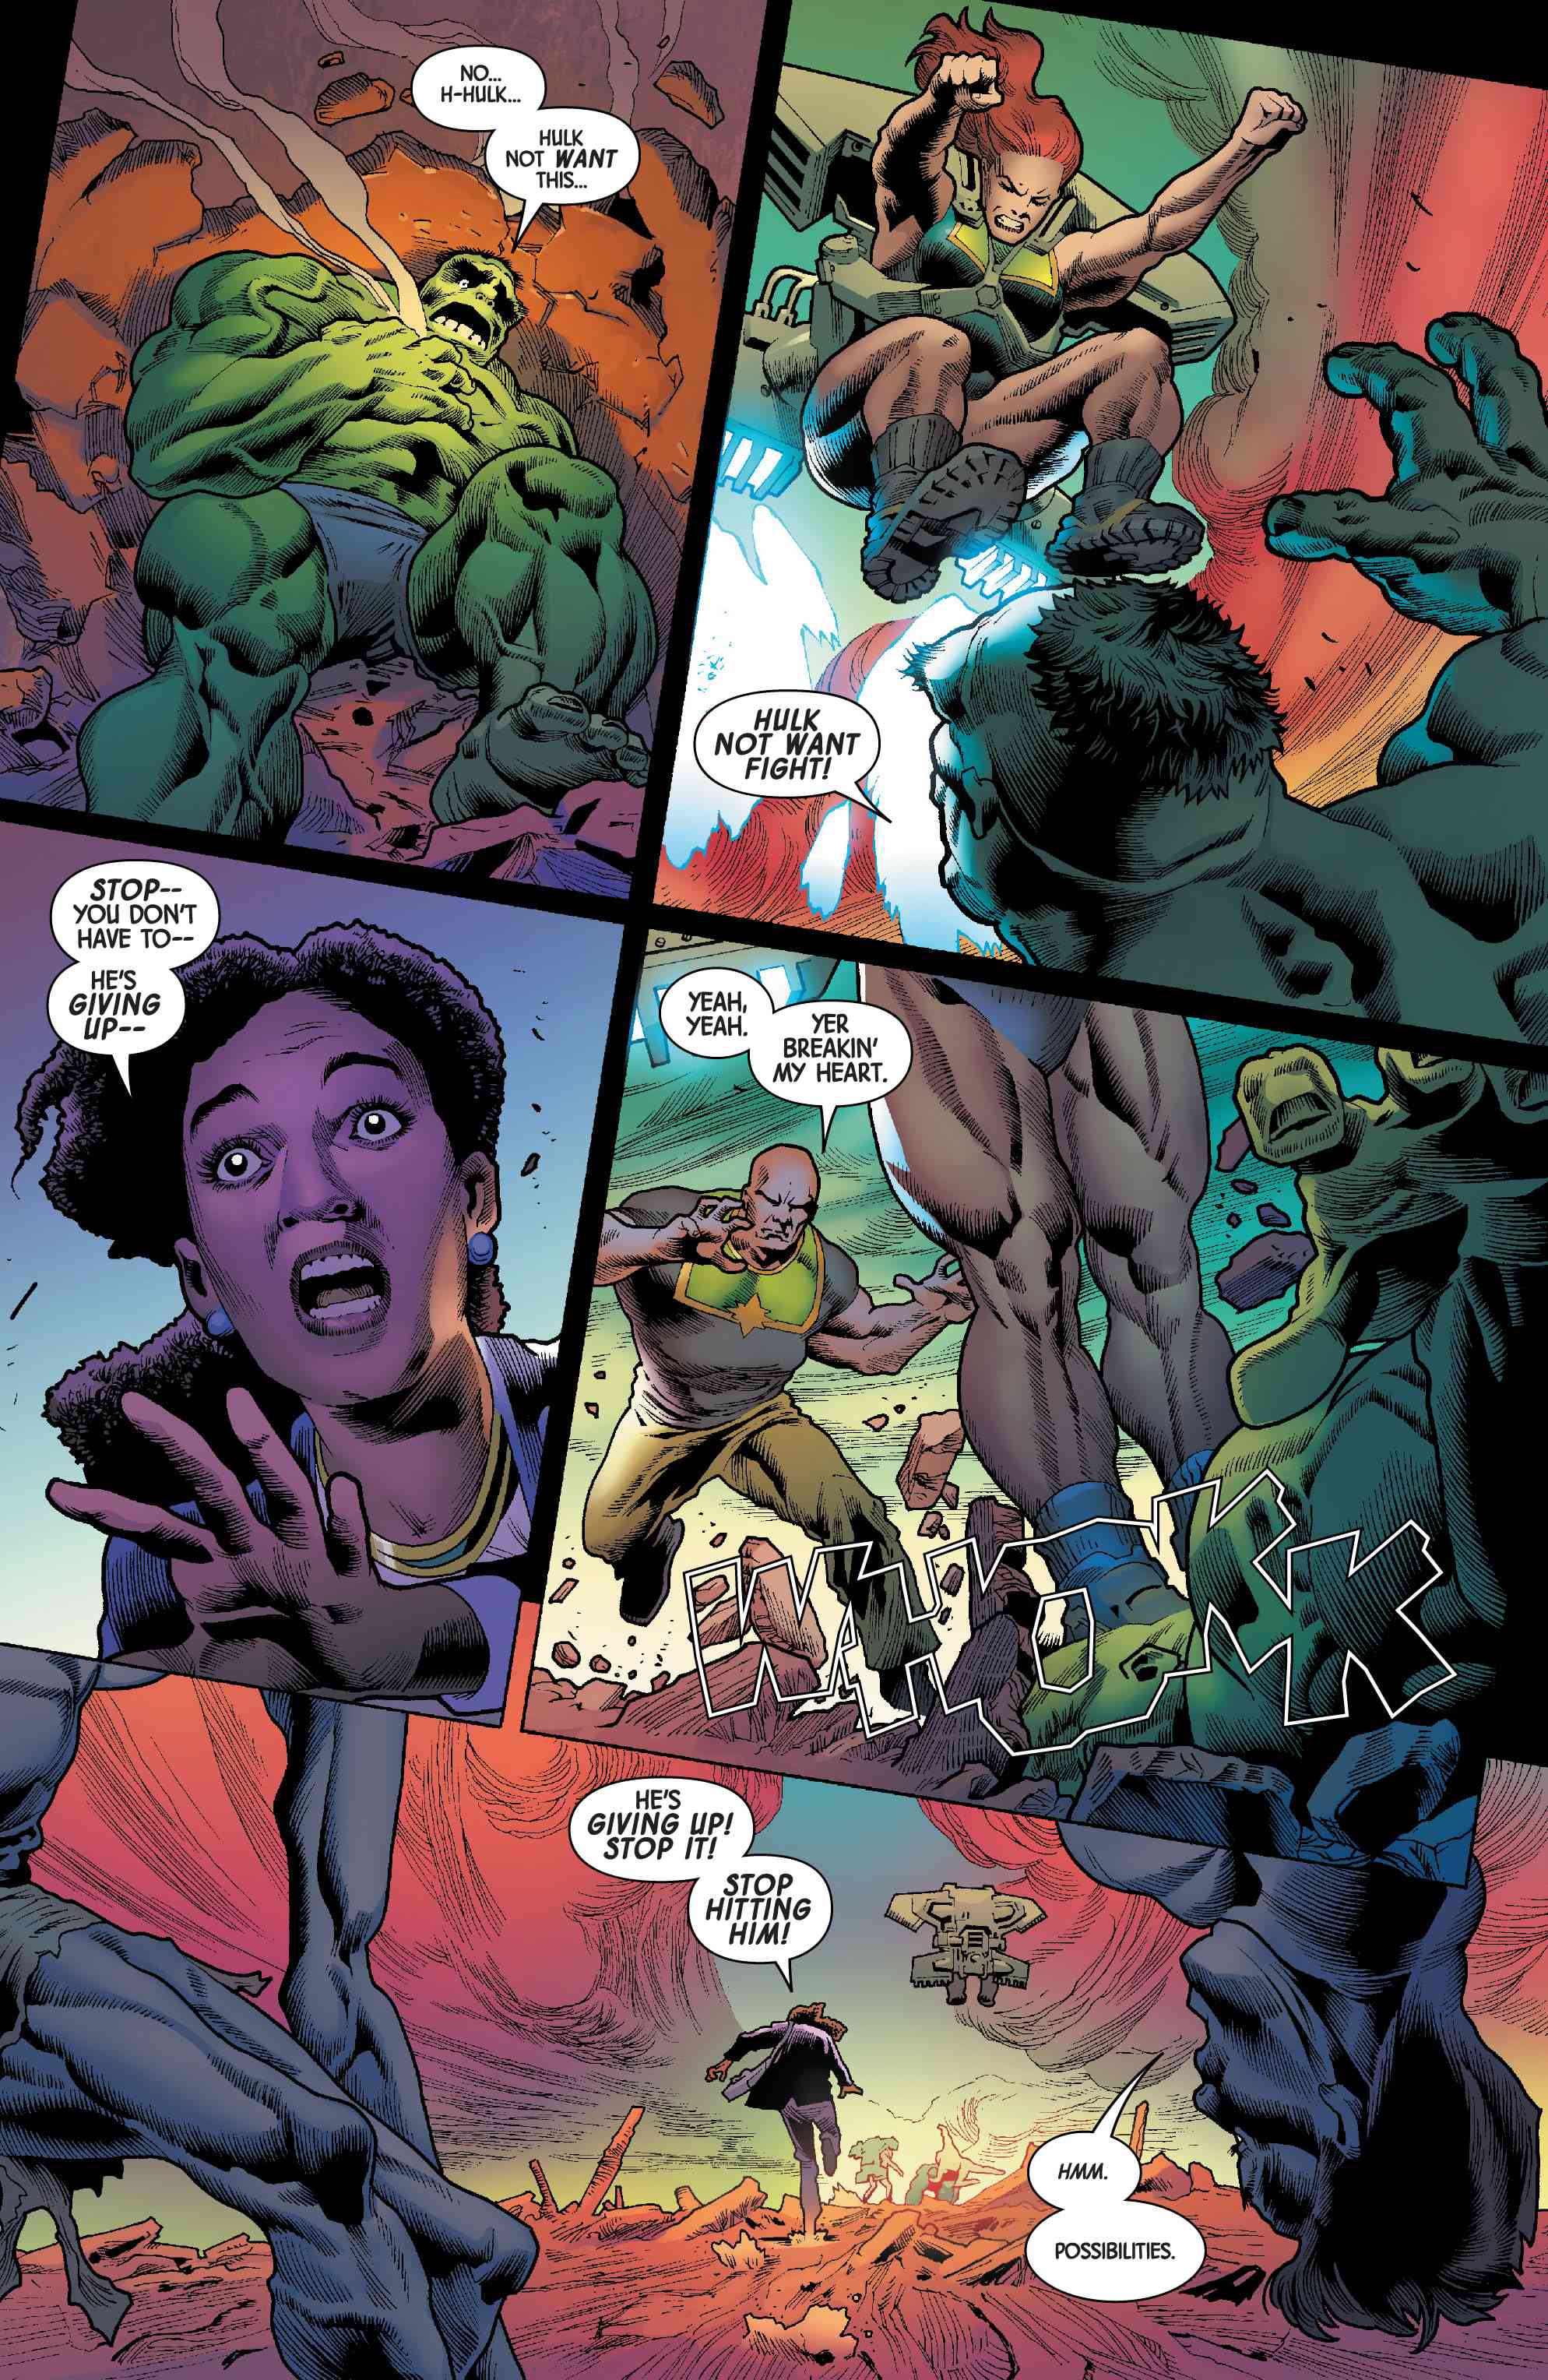 NO...
H-HULK...
HULK
NOT WANT
THIS...
HULK
NOT WANT
FIGHT!
STOP--
YOU DON'T
HAVE TO--
HE'S
GIVING
UP--
YEAH,
YEAH.
YER
BREAKIN'
MY HEART.
WHOKK
HE'S
GIVING UP!
STOP IT!
STOP
HITTING
HIM!
HMM.
POSSIBILITIES.